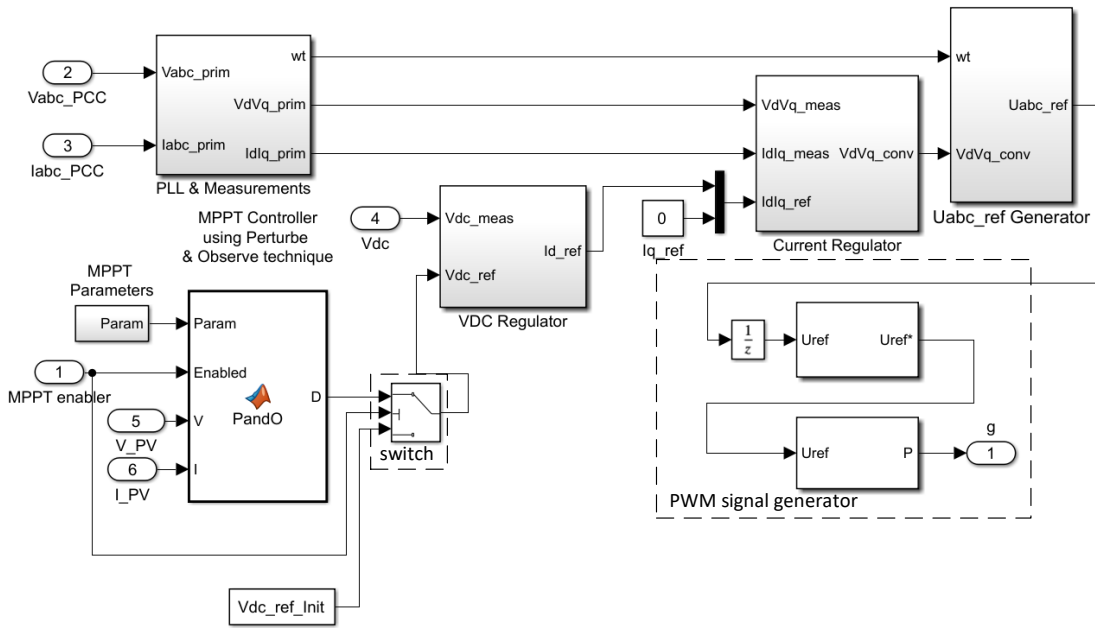 2
Vabc_PCC
3
Iabc_PCC
Vabc_prim
Iabc_prim
wt
VdVq_prim
IdIq_prim
PLL & Measurements
MPPT Controller
using Perturbe
& Observe technique
MPPT
Parameters
Param
1
MPPT enabler
5
V_PV
6
I_PV
Param
Enabled
V
I
D
PandO
switch
Vdc_ref_Init
4
Vdc
Vdc_meas
Vdc_ref
Id_ref
VDC Regulator
0
Iq_ref
VdVq_meas
IdIq_meas
IdIq_ref
VdVq_conv
Current Regulator
wt
VdVq_conv
Uabc_ref
Uabc_ref Generator
1
z
Uref
Uref*
Uref
P
g
1
PWM signal generator